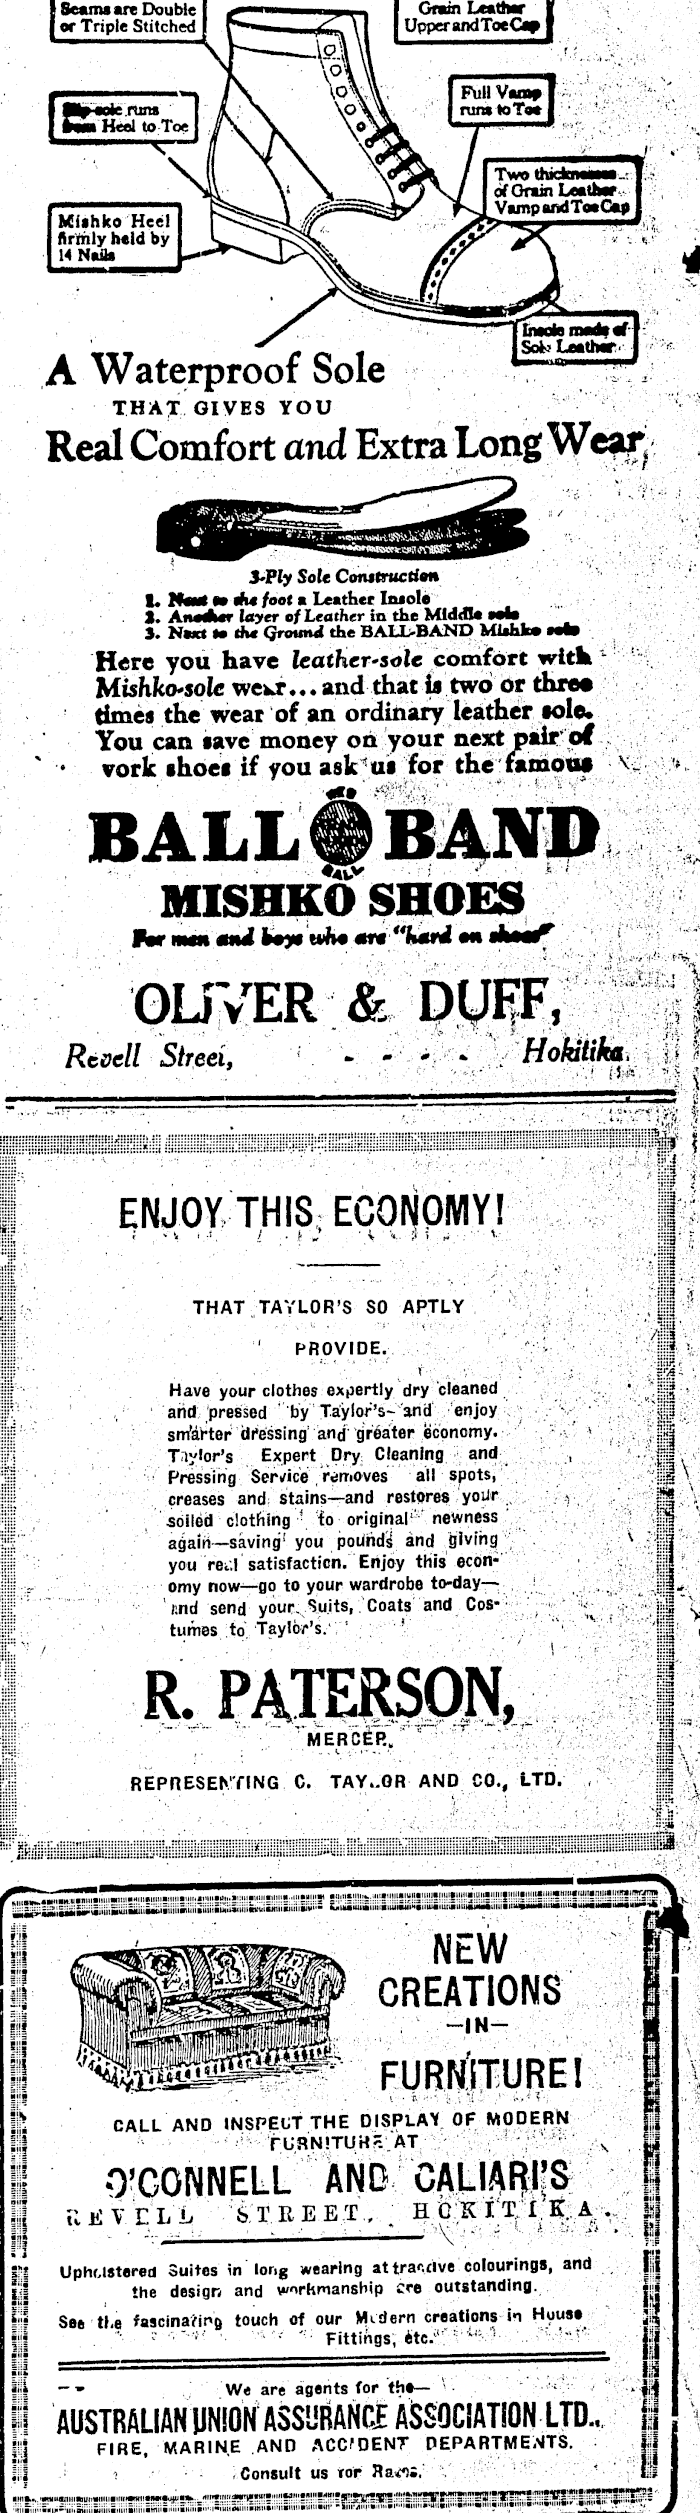 Seams are Double
or Triple Stitched
Grain Leather
Upper and Toe Cap
Slip-sole runs
from Heel to Toe
Full Vamp
runs to Toe
Two thicknesses
of Grain Leather
Vamp and Toe Cap
Mishko Heel
firmly held by
14 Nails
Insole made of
Sole Leather
A Waterproof Sole
THAT GIVES YOU
Real Comfort and Extra Long Wear
3-Ply Sole Construction
1. Next to the foot a Leather Insole
2. Another layer of Leather in the Middle sole
3. Next to the Ground the BALL-BAND Mishko sole
Here you have leather-sole comfort with
Mishko-sole wear...and that is two or three
times the wear of an ordinary leather sole.
You can save money on your next pair of
work shoes if you ask us for the famous
RED
BALL BAND
BALL
MISHKO SHOES
For men and boys who are "hard on shoes"
OLIVER & DUFF,
Revell Street, - - - - Hokitika.
ENJOY THIS ECONOMY!
THAT TAYLOR'S SO APTLY
PROVIDE.
Have your clothes expertly dry cleaned
and pressed by Taylor's- and enjoy
smarter dressing and greater economy.
Taylor's Expert Dry Cleaning and
Pressing Service removes all spots,
creases and stains—and restores your
soiled clothing to original newness
again—saving you pounds and giving
you real satisfaction. Enjoy this econ-
omy now—go to your wardrobe to-day—
and send your Suits, Coats and Cos-
tumes to Taylor's.
R. PATERSON,
MERCER.
REPRESENTING C. TAYLOR AND CO., LTD.
NEW
CREATIONS
—IN—
FURNITURE!
CALL AND INSPECT THE DISPLAY OF MODERN
FURNITURE AT
O'CONNELL AND CALIARI'S
REVELL STREET, HOKITIKA.
Upholstered Suites in long wearing attractive colourings, and
the design and workmanship are outstanding.
See the fascinating touch of our Modern creations in House
Fittings, etc.
We are agents for the—
AUSTRALIAN UNION ASSURANCE ASSOCIATION LTD.,
FIRE, MARINE AND ACCIDENT DEPARTMENTS.
Consult us for Rates.